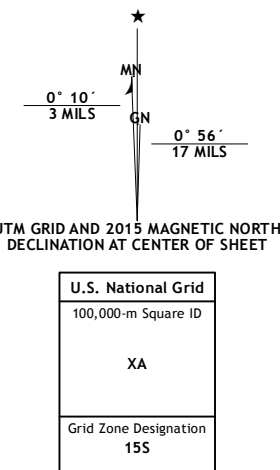 MN
0° 10´
3 MILS
GN
0° 56´
17 MILS
UTM GRID AND 2015 MAGNETIC NORTH
DECLINATION AT CENTER OF SHEET
U.S. National Grid
100,000-m Square ID
XA
Grid Zone Designation
15S